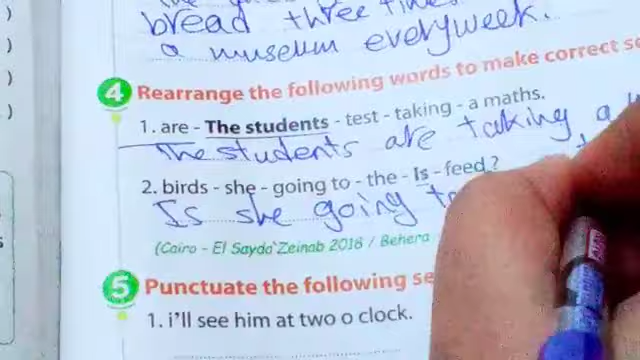 bread three times
a museum everyweek.
4 Rearrange the following words to make correct se
1. are - The students - test - taking - a maths.
The students are taking a
2. birds - she - going to - the - Is - feed ?
Is she going
(Cairo - El Sayda Zeinab 2018 / Behera
5 Punctuate the following se
1. i'll see him at two o clock.